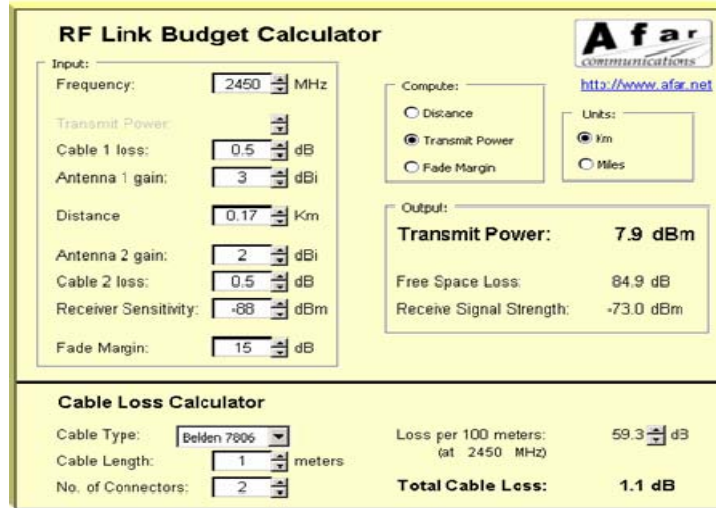 RF Link Budget Calculator
Afar
communications
http://www.afar.net
Input:
Frequency: 2450 MHz
Transmit Power:
Cable 1 loss: 0.5 dB
Antenna 1 gain: 3 dBi
Distance 0.17 Km
Antenna 2 gain: 2 dBi
Cable 2 loss: 0.5 dB
Receiver Sensitivity: -88 dBm
Fade Margin: 15 dB
Compute:
Distance
Transmit Power
Fade Margin
Units:
Km
Miles
Output:
Transmit Power: 7.9 dBm
Free Space Loss: 84.9 dB
Receive Signal Strength: -73.0 dBm
Cable Loss Calculator
Cable Type: Belden 7806
Cable Length: 1 meters
No. of Connectors: 2
Loss per 100 meters: 59.3 dB
(at 2450 MHz)
Total Cable Loss: 1.1 dB